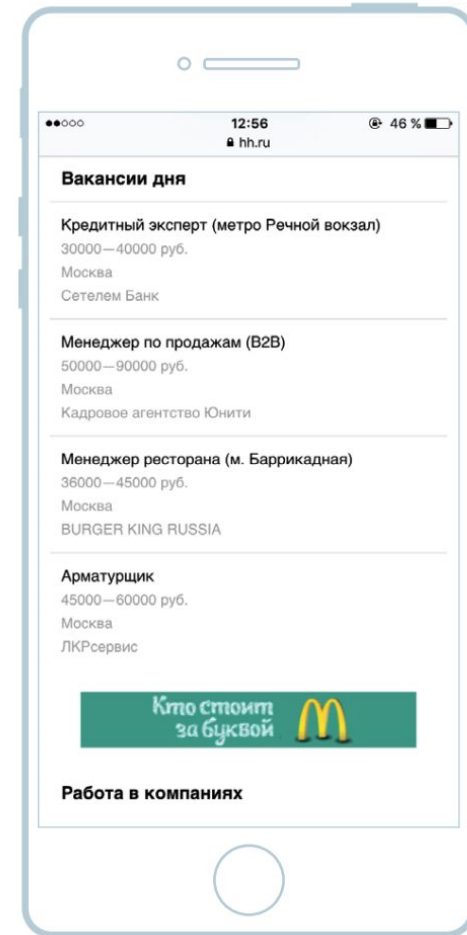 12:56
46 %
hh.ru
Вакансии дня
Кредитный эксперт (метро Речной вокзал)
30000—40000 руб.
Москва
Сетелем Банк
Менеджер по продажам (B2B)
50000—90000 руб.
Москва
Кадровое агентство Юнити
Менеджер ресторана (м. Баррикадная)
36000—45000 руб.
Москва
BURGER KING RUSSIA
Арматурщик
45000—60000 руб.
Москва
ЛКРсервис
Кто стоит
за буквой
Работа в компаниях